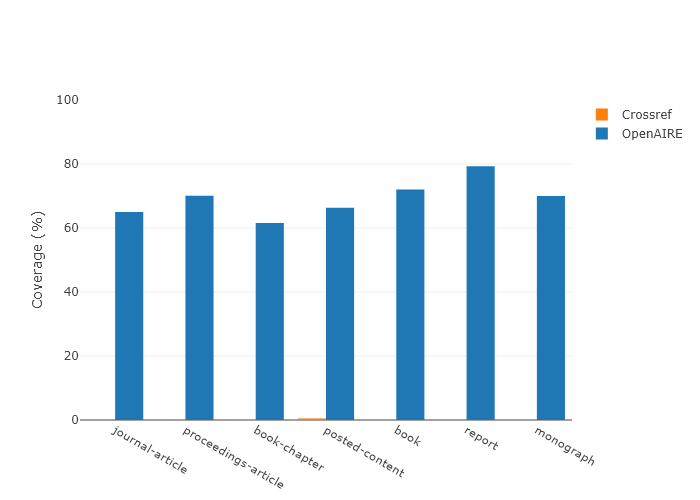 100
80
60
40
20
0
Coverage (%)
journal-article
proceedings-article
book-chapter
posted-content
book
report
monograph
Crossref
OpenAIRE